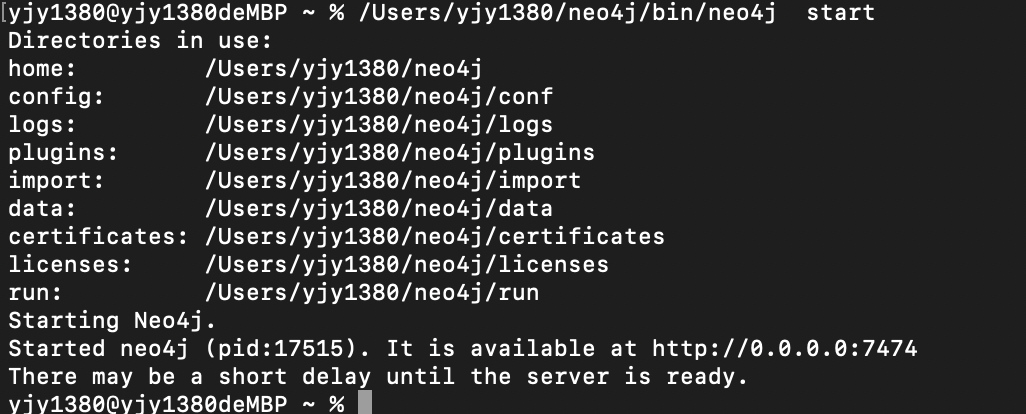 [yjy1380@yjy1380deMBP ~ % /Users/yjy1380/neo4j/bin/neo4j  start
Directories in use:
home:         /Users/yjy1380/neo4j
config:       /Users/yjy1380/neo4j/conf
logs:         /Users/yjy1380/neo4j/logs
plugins:      /Users/yjy1380/neo4j/plugins
import:       /Users/yjy1380/neo4j/import
data:         /Users/yjy1380/neo4j/data
certificates: /Users/yjy1380/neo4j/certificates
licenses:     /Users/yjy1380/neo4j/licenses
run:          /Users/yjy1380/neo4j/run
Starting Neo4j.
Started neo4j (pid:17515). It is available at http://0.0.0.0:7474
There may be a short delay until the server is ready.
yjy1380@yjy1380deMBP ~ %